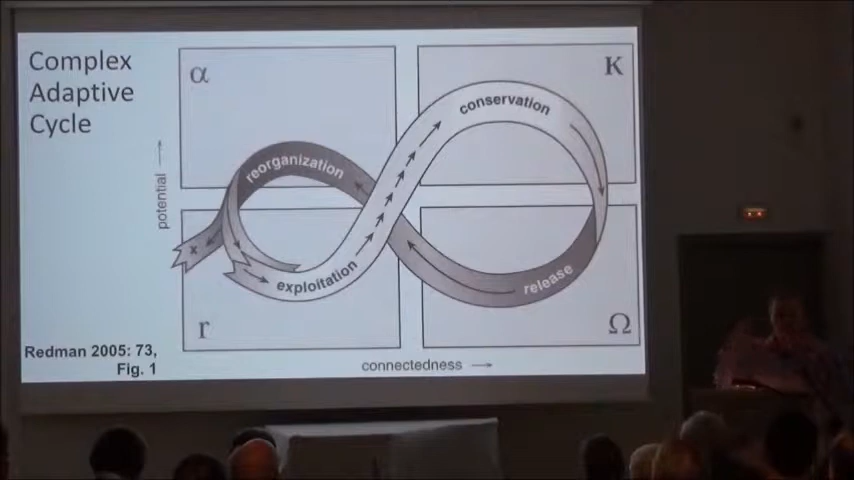 Complex
Adaptive
Cycle
α
K
conservation
reorganization
potential
x
exploitation
release
r
Ω
Redman 2005: 73,
Fig. 1
connectedness